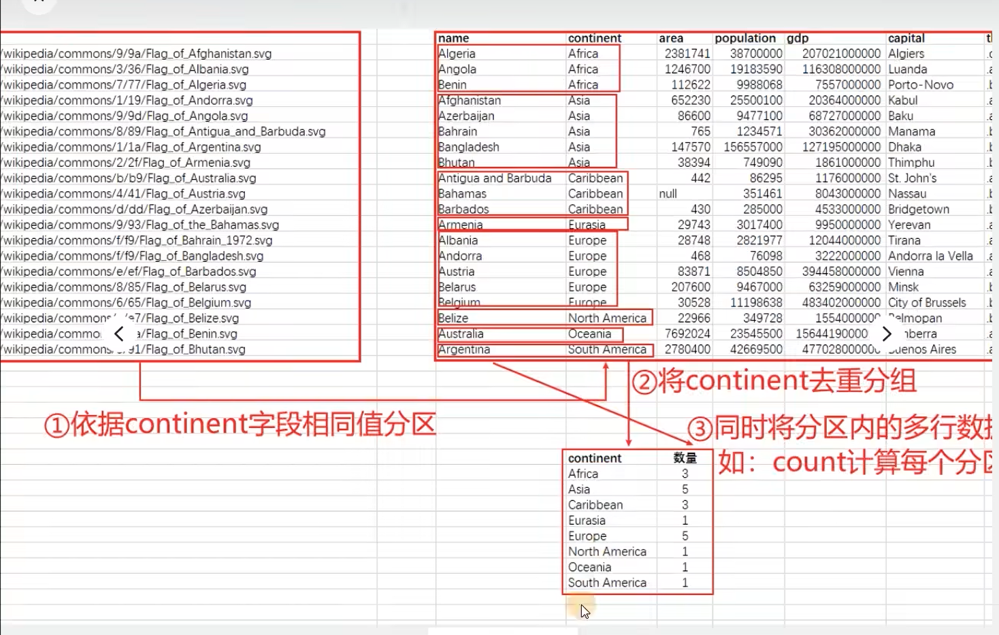 /wikipedia/commons/9/9a/Flag_of_Afghanistan.svg
/wikipedia/commons/3/36/Flag_of_Albania.svg
/wikipedia/commons/7/77/Flag_of_Algeria.svg
/wikipedia/commons/1/19/Flag_of_Andorra.svg
/wikipedia/commons/9/9d/Flag_of_Angola.svg
/wikipedia/commons/8/89/Flag_of_Antigua_and_Barbuda.svg
/wikipedia/commons/1/1a/Flag_of_Argentina.svg
/wikipedia/commons/2/2f/Flag_of_Armenia.svg
/wikipedia/commons/b/b9/Flag_of_Australia.svg
/wikipedia/commons/4/41/Flag_of_Austria.svg
/wikipedia/commons/d/dd/Flag_of_Azerbaijan.svg
/wikipedia/commons/9/93/Flag_of_the_Bahamas.svg
/wikipedia/commons/f/f9/Flag_of_Bahrain_1972.svg
/wikipedia/commons/f/f9/Flag_of_Bangladesh.svg
/wikipedia/commons/e/ef/Flag_of_Barbados.svg
/wikipedia/commons/8/85/Flag_of_Belarus.svg
/wikipedia/commons/6/65/Flag_of_Belgium.svg
/wikipedia/commons e7/Flag_of_Belize.svg
/wikipedia/commo a/Flag_of_Benin.svg
/wikipedia/commons 91/Flag_of_Bhutan.svg
name continent area population gdp capital
Algeria Africa 2381741 38700000 207021000000 Algiers
Angola Africa 1246700 19183590 116308000000 Luanda
Benin Africa 112622 9988068 7557000000 Porto-Novo
Afghanistan Asia 652230 25500100 20364000000 Kabul
Azerbaijan Asia 86600 9477100 68727000000 Baku
Bahrain Asia 765 1234571 30362000000 Manama
Bangladesh Asia 147570 156557000 127195000000 Dhaka
Bhutan Asia 38394 749090 1861000000 Thimphu
Antigua and Barbuda Caribbean 442 86295 1176000000 St. John's
Bahamas Caribbean null 351461 8043000000 Nassau
Barbados Caribbean 430 285000 4533000000 Bridgetown
Armenia Eurasia 29743 3017400 9950000000 Yerevan
Albania Europe 28748 2821977 12044000000 Tirana
Andorra Europe 468 76098 3222000000 Andorra la Vella
Austria Europe 83871 8504850 394458000000 Vienna
Belarus Europe 207600 9467000 63259000000 Minsk
Belgium Europe 30528 11198638 483402000000 City of Brussels
Belize North America 22966 349728 1554000000 Belmopan
Australia Oceania 7692024 23545500 15644190000 nberra
Argentina South America 2780400 42669500 477028000000 Buenos Aires
②将continent去重分组
①依据continent字段相同值分区
③同时将分区内的多行数据
如：count计算每个分区
continent 数量
Africa 3
Asia 5
Caribbean 3
Eurasia 1
Europe 5
North America 1
Oceania 1
South America 1